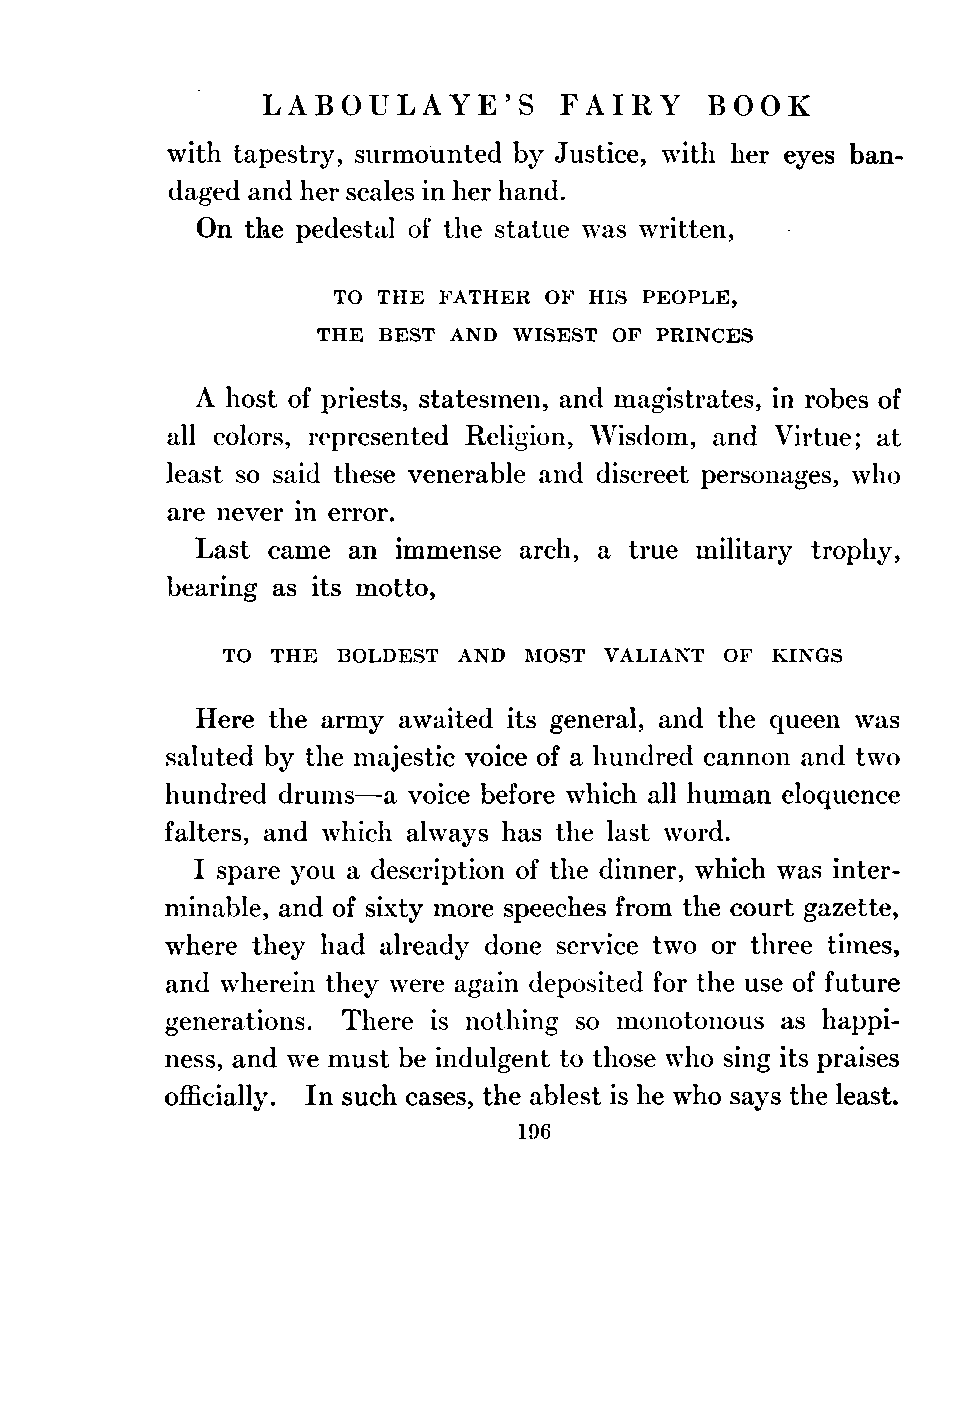 LABOULAYE'S FAIRY BOOK
with tapestry, surmounted by Justice, with her eyes ban-
daged and her scales in her hand.
On the pedestal of the statue was written,
TO THE FATHER OF HIS PEOPLE,
THE BEST AND WISEST OF PRINCES
A host of priests, statesmen, and magistrates, in robes of
all colors, represented Religion, Wisdom, and Virtue; at
least so said these venerable and discreet personages, who
are never in error.
Last came an immense arch, a true military trophy,
bearing as its motto,
TO THE BOLDEST AND MOST VALIANT OF KINGS
Here the army awaited its general, and the queen was
saluted by the majestic voice of a hundred cannon and two
hundred drums—a voice before which all human eloquence
falters, and which always has the last word.
I spare you a description of the dinner, which was inter-
minable, and of sixty more speeches from the court gazette,
where they had already done service two or three times,
and wherein they were again deposited for the use of future
generations. There is nothing so monotonous as happi-
ness, and we must be indulgent to those who sing its praises
officially. In such cases, the ablest is he who says the least.
196